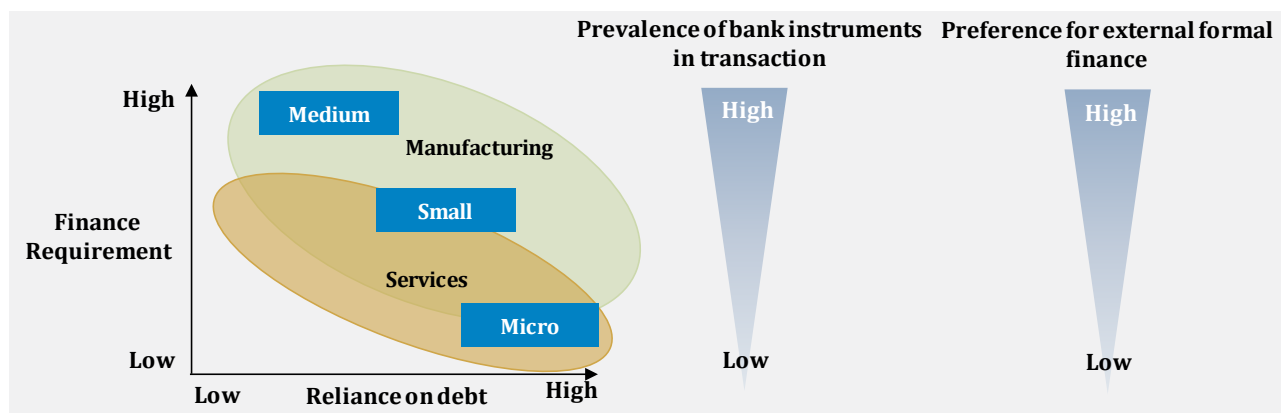 Prevalence of bank instruments
in transaction
Preference for external formal
finance
High
Medium
Manufacturing
Small
Finance
Requirement
Services
Micro
Low
Low
Reliance on debt
High
High
Low
High
Low